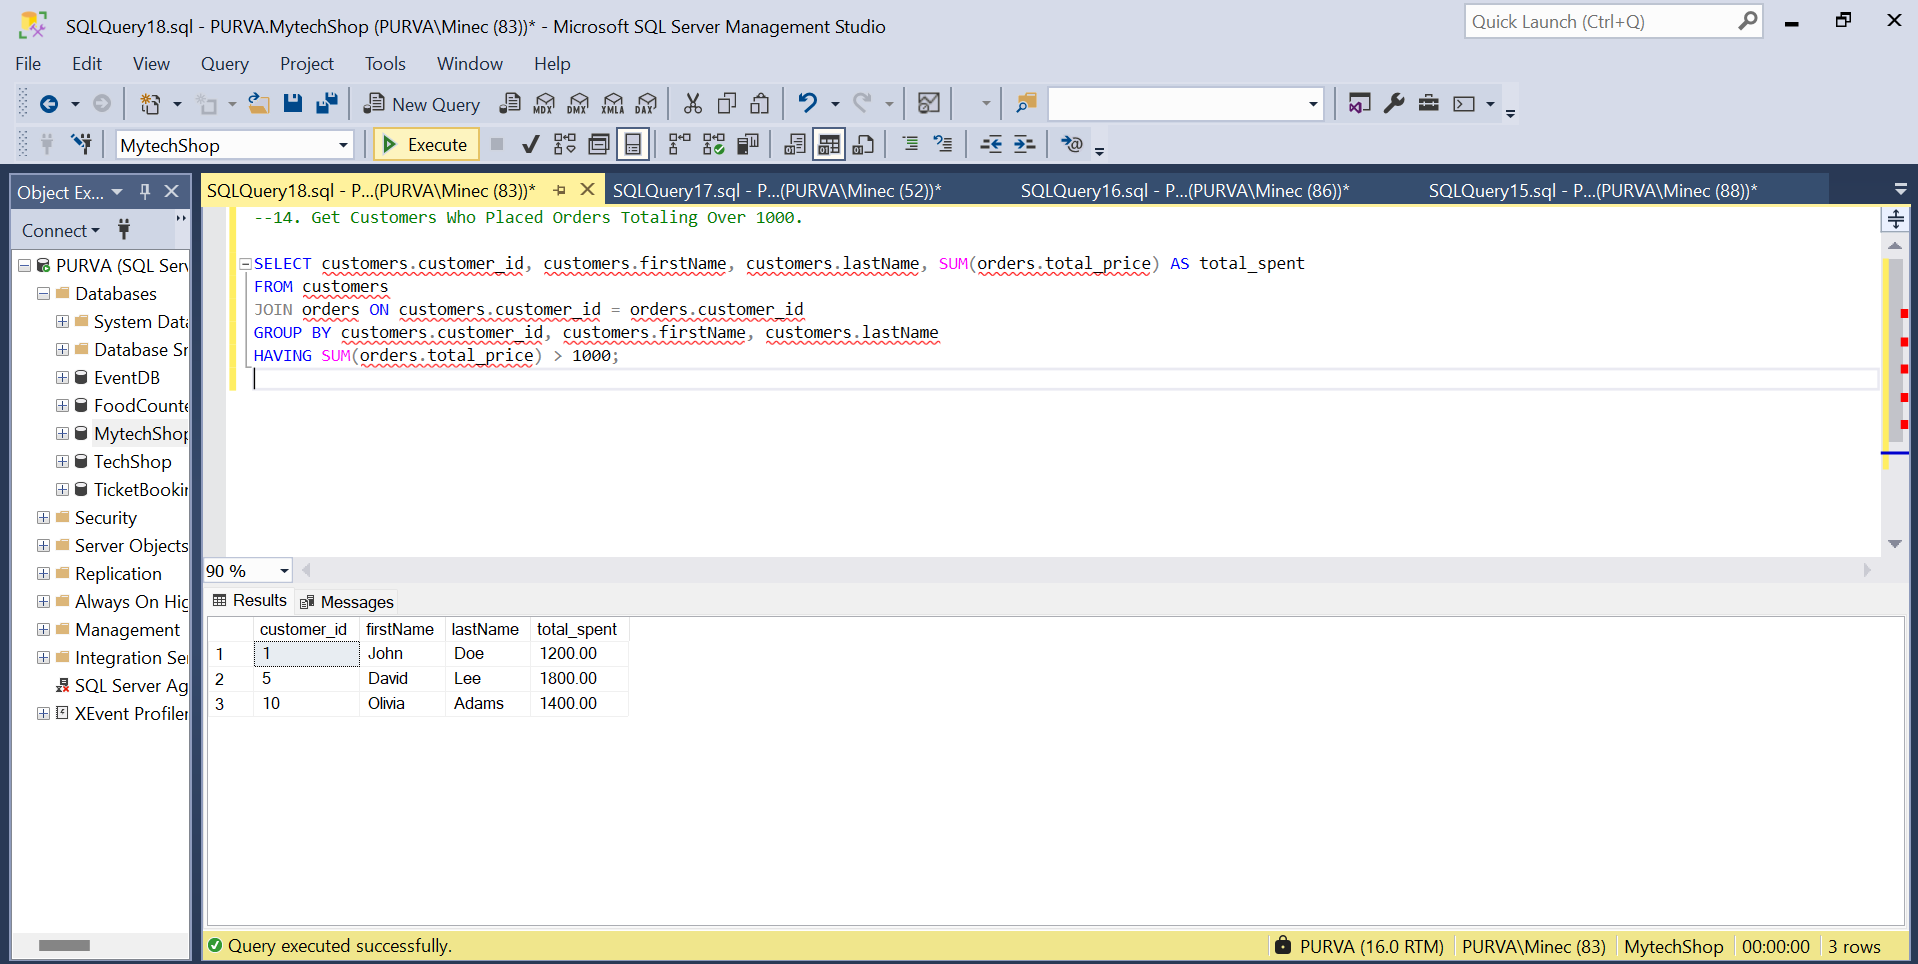 SQLQuery18.sql - PURVA.MytechShop (PURVA\Minec (83))* - Microsoft SQL Server Management Studio
Quick Launch (Ctrl+Q)
File Edit View Query Project Tools Window Help
New Query MDX DMX XMLA DAX
MytechShop Execute
Object Ex...
SQLQuery18.sql - P...(PURVA\Minec (83))* SQLQuery17.sql - P...(PURVA\Minec (52))* SQLQuery16.sql - P...(PURVA\Minec (86))* SQLQuery15.sql - P...(PURVA\Minec (88))*
Connect
PURVA (SQL Serv
Databases
System Data
Database Sn
EventDB
FoodCounte
MytechShop
TechShop
TicketBookin
Security
Server Objects
Replication
Always On Hig
Management
Integration Se
SQL Server Ag
XEvent Profiler
--14. Get Customers Who Placed Orders Totaling Over 1000.
SELECT customers.customer_id, customers.firstName, customers.lastName, SUM(orders.total_price) AS total_spent
FROM customers
JOIN orders ON customers.customer_id = orders.customer_id
GROUP BY customers.customer_id, customers.firstName, customers.lastName
HAVING SUM(orders.total_price) > 1000;
90 %
Results Messages
customer_id firstName lastName total_spent
1 1 John Doe 1200.00
2 5 David Lee 1800.00
3 10 Olivia Adams 1400.00
Query executed successfully. PURVA (16.0 RTM) PURVA\Minec (83) MytechShop 00:00:00 3 rows